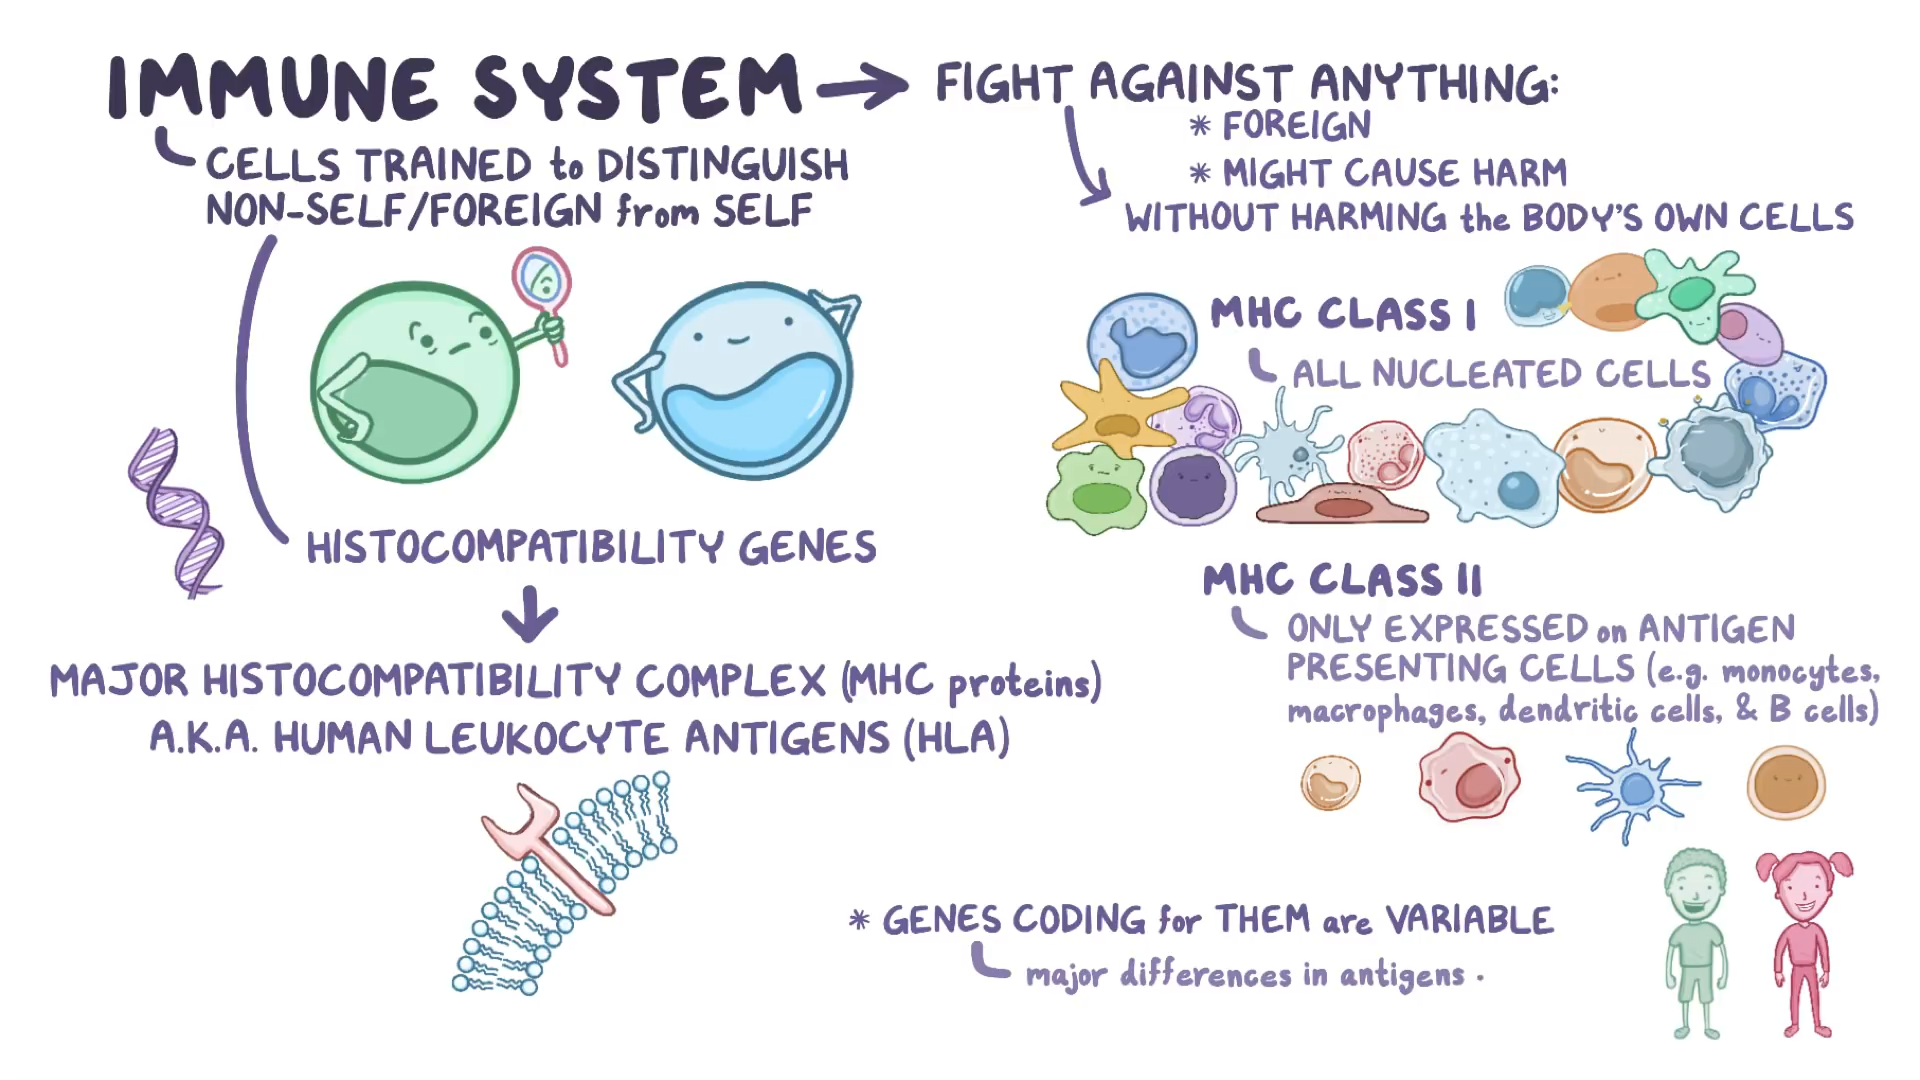 IMMUNE SYSTEM → FIGHT AGAINST ANYTHING:
* FOREIGN
* MIGHT CAUSE HARM
WITHOUT HARMING the BODY'S OWN CELLS
CELLS TRAINED to DISTINGUISH
NON-SELF/FOREIGN from SELF
HISTOCOMPATIBILITY GENES
MAJOR HISTOCOMPATIBILITY COMPLEX (MHC proteins)
A.K.A. HUMAN LEUKOCYTE ANTIGENS (HLA)
MHC CLASS I
ALL NUCLEATED CELLS
MHC CLASS II
ONLY EXPRESSED on ANTIGEN
PRESENTING CELLS (e.g. monocytes,
macrophages, dendritic cells, & B cells)
* GENES CODING for THEM are VARIABLE
major differences in antigens .